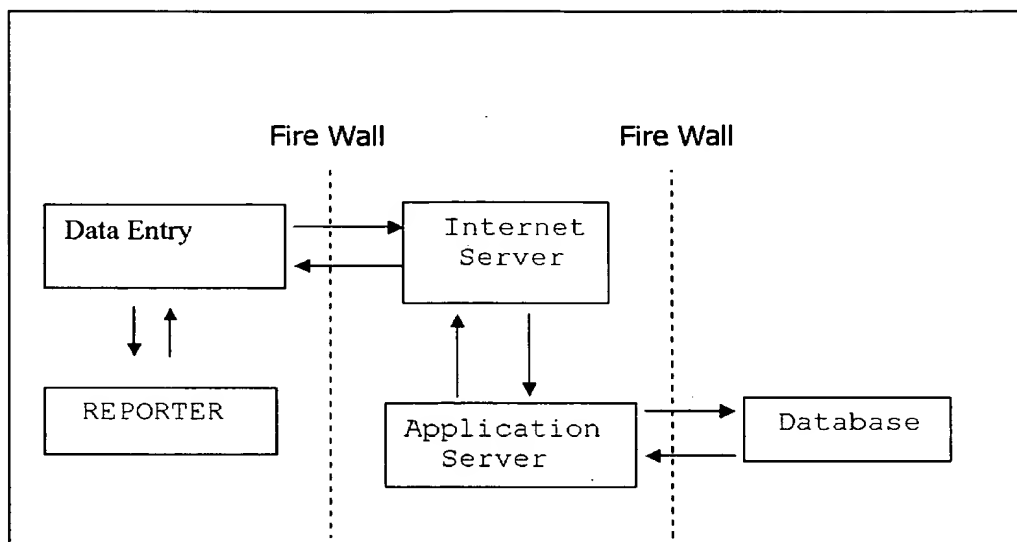 Fire Wall
Fire Wall
Data Entry
Internet
Server
REPORTER
Application
Server
Database